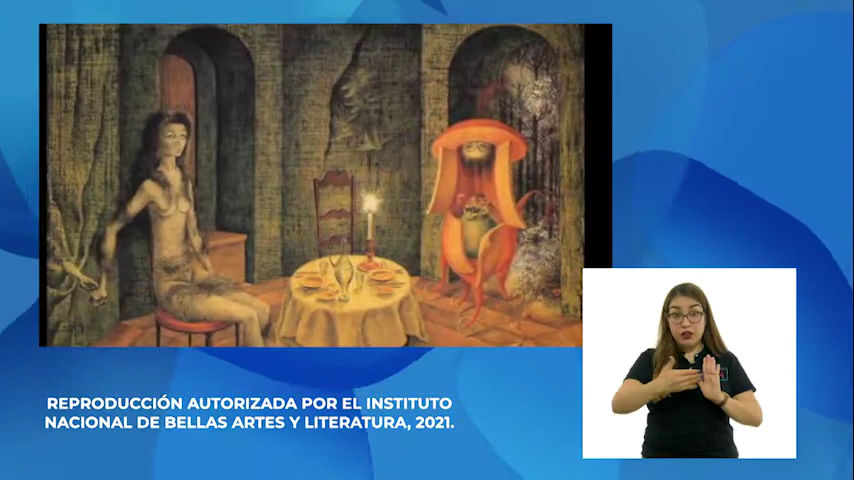 REPRODUCCIÓN AUTORIZADA POR EL INSTITUTO
NACIONAL DE BELLAS ARTES Y LITERATURA, 2021.